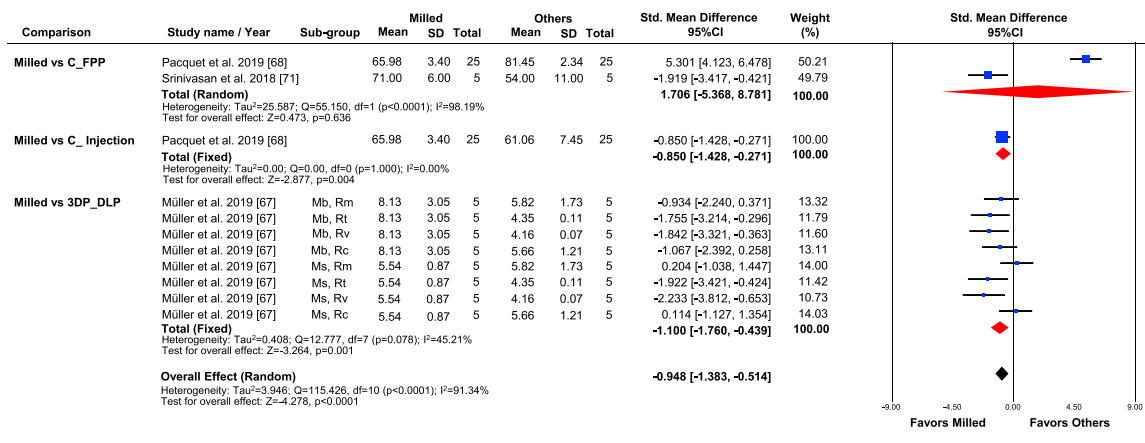 Milled Others Std. Mean Difference Weight Std. Mean Difference
Comparison Study name / Year Sub-group Mean SD Total Mean SD Total 95%CI (%) 95%CI
Milled vs C_FPP Pacquet et al. 2019 [68] 65.98 3.40 25 81.45 2.34 25 5.301 [4.123, 6.478] 50.21
Srinivasan et al. 2018 [71] 71.00 6.00 5 54.00 11.00 5 -1.919 [-3.417, -0.421] 49.79
Total (Random) 1.706 [-5.368, 8.781] 100.00
Heterogeneity: Tau²=25.587; Q=55.150, df=1 (p<0.0001); I²=98.19%
Test for overall effect: Z=0.473, p=0.636
Milled vs C_ Injection Pacquet et al. 2019 [68] 65.98 3.40 25 61.06 7.45 25 -0.850 [-1.428, -0.271] 100.00
Total (Fixed) -0.850 [-1.428, -0.271] 100.00
Heterogeneity: Tau²=0.00; Q=0.00, df=0 (p=1.000); I²=0.00%
Test for overall effect: Z=-2.877, p=0.004
Milled vs 3DP_DLP Müller et al. 2019 [67] Mb, Rm 8.13 3.05 5 5.82 1.73 5 -0.934 [-2.240, 0.371] 13.32
Müller et al. 2019 [67] Mb, Rt 8.13 3.05 5 4.35 0.11 5 -1.755 [-3.214, -0.296] 11.79
Müller et al. 2019 [67] Mb, Rv 8.13 3.05 5 4.16 0.07 5 -1.842 [-3.321, -0.363] 11.60
Müller et al. 2019 [67] Mb, Rc 8.13 3.05 5 5.66 1.21 5 -1.067 [-2.392, 0.258] 13.11
Müller et al. 2019 [67] Ms, Rm 5.54 0.87 5 5.82 1.73 5 0.204 [-1.038, 1.447] 14.00
Müller et al. 2019 [67] Ms, Rt 5.54 0.87 5 4.35 0.11 5 -1.922 [-3.421, -0.424] 11.42
Müller et al. 2019 [67] Ms, Rv 5.54 0.87 5 4.16 0.07 5 -2.233 [-3.812, -0.653] 10.73
Müller et al. 2019 [67] Ms, Rc 5.54 0.87 5 5.66 1.21 5 0.114 [-1.127, 1.354] 14.03
Total (Fixed) -1.100 [-1.760, -0.439] 100.00
Heterogeneity: Tau²=0.408; Q=12.777, df=7 (p=0.078); I²=45.21%
Test for overall effect: Z=-3.264, p=0.001
Overall Effect (Random) -0.948 [-1.383, -0.514]
Heterogeneity: Tau²=3.946; Q=115.426, df=10 (p<0.0001); I²=91.34%
Test for overall effect: Z=-4.278, p<0.0001
-9.00 -4.50 0.00 4.50 9.00
Favors Milled Favors Others